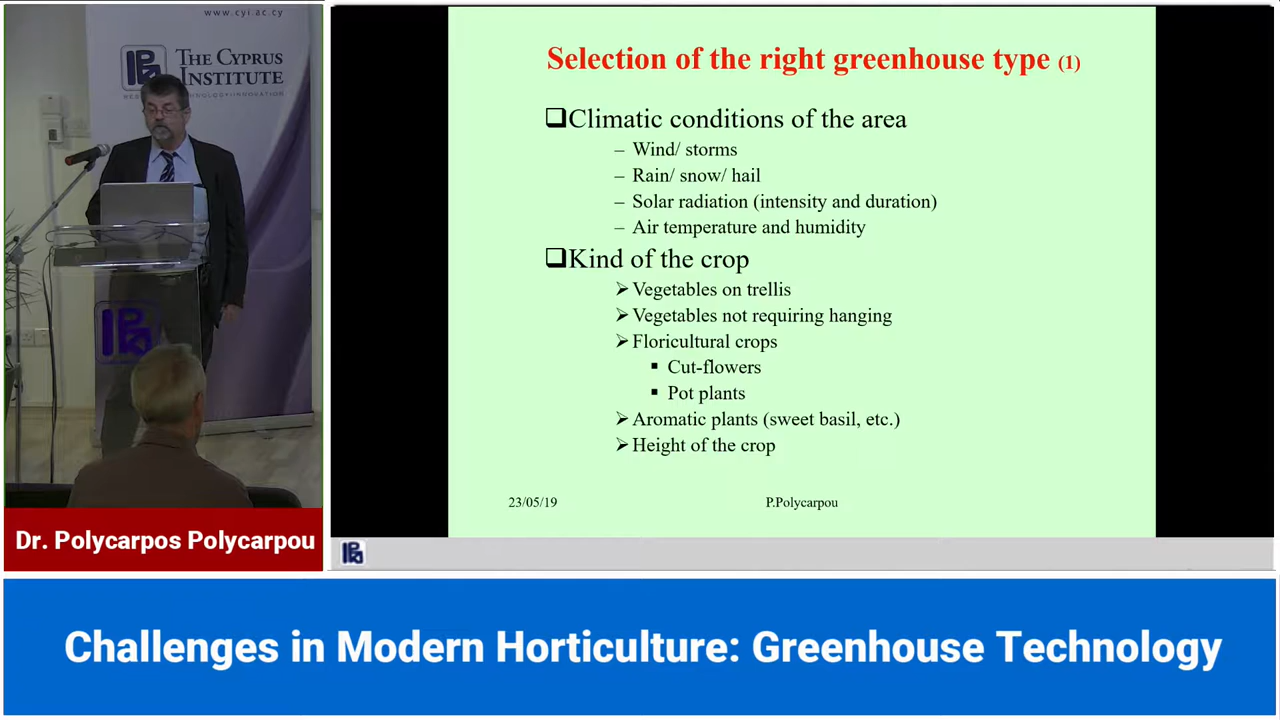 www.cyi.ac.cy
THE CYPRUS
INSTITUTE
Selection of the right greenhouse type (1)
Climatic conditions of the area
– Wind/ storms
– Rain/ snow/ hail
– Solar radiation (intensity and duration)
– Air temperature and humidity
Kind of the crop
Vegetables on trellis
Vegetables not requiring hanging
Floricultural crops
Cut-flowers
Pot plants
Aromatic plants (sweet basil, etc.)
Height of the crop
23/05/19
P.Polycarpou
Dr. Polycarpos Polycarpou
Challenges in Modern Horticulture: Greenhouse Technology